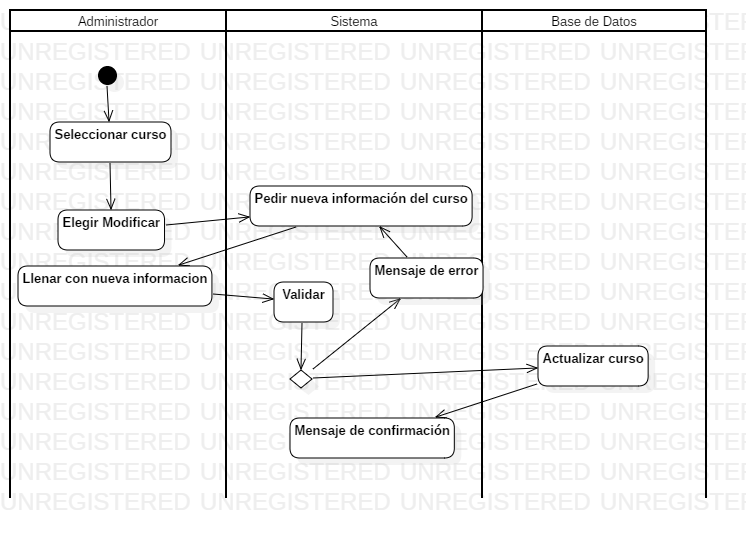 Administrador
Sistema
Base de Datos
Seleccionar curso
Pedir nueva información del curso
Elegir Modificar
Mensaje de error
Llenar con nueva informacion
Validar
Actualizar curso
Mensaje de confirmación
UNREGISTERED UNREGISTERED UNREGISTERED UNREGISTERED